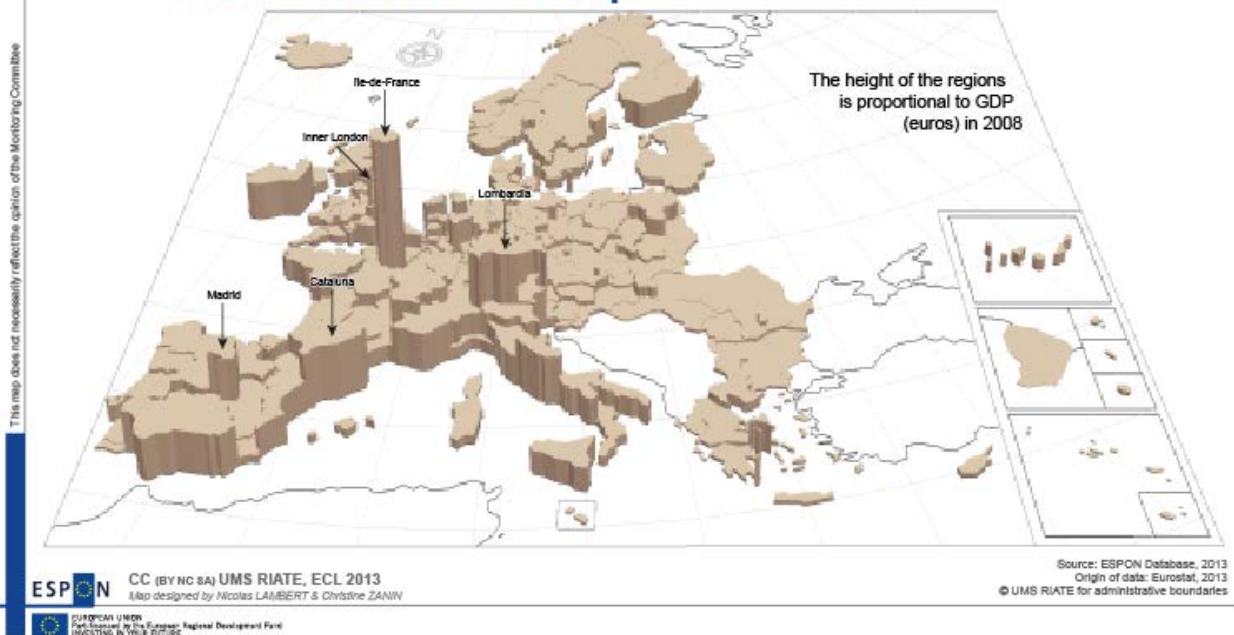 This map does not necessarily reflect the opinion of the Monitoring Committee
N
Ile-de-France
Inner London
Lombardia
Cataluna
Madrid
The height of the regions
is proportional to GDP
(euros) in 2008
ESPON
CC (BY NC SA) UMS RIATE, ECL 2013
Map designed by Nicolas LAMBERT & Christine ZANIN
Source: ESPON Database, 2013
Origin of data: Eurostat, 2013
© UMS RIATE for administrative boundaries
EUROPEAN UNION
Part-financed by the European Regional Development Fund
INVESTING IN YOUR FUTURE